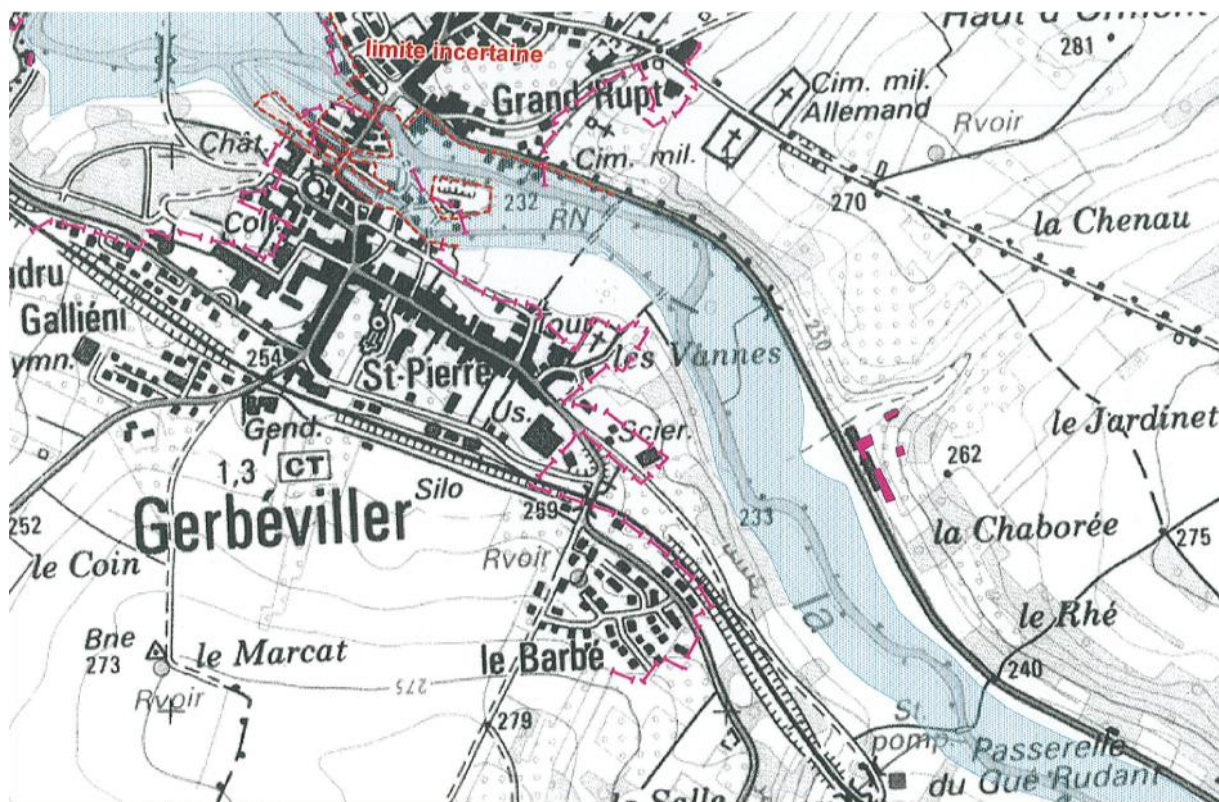 Haut d'Ormont
281
limite incertaine
Grand Rupt
Cim. mil.
Allemand
Rvoir
Chât.
Cim. mil.
232
RN
270
la Chenau
Coll.
Galliéni
254
St-Pierre
Tour
les Vannes
230
ymn.
Us.
Scier.
le Jardinet
Gend.
1,3
CT
Silo
262
Gerbéviller
259
233
la Chaborée
275
252
le Coin
Rvoir
la
le Rhé
Bne
273
le Marcat
le Barbé
240
Rvoir
275
279
St.
pomp.
Passerelle
du Gué Rudant
la Salle